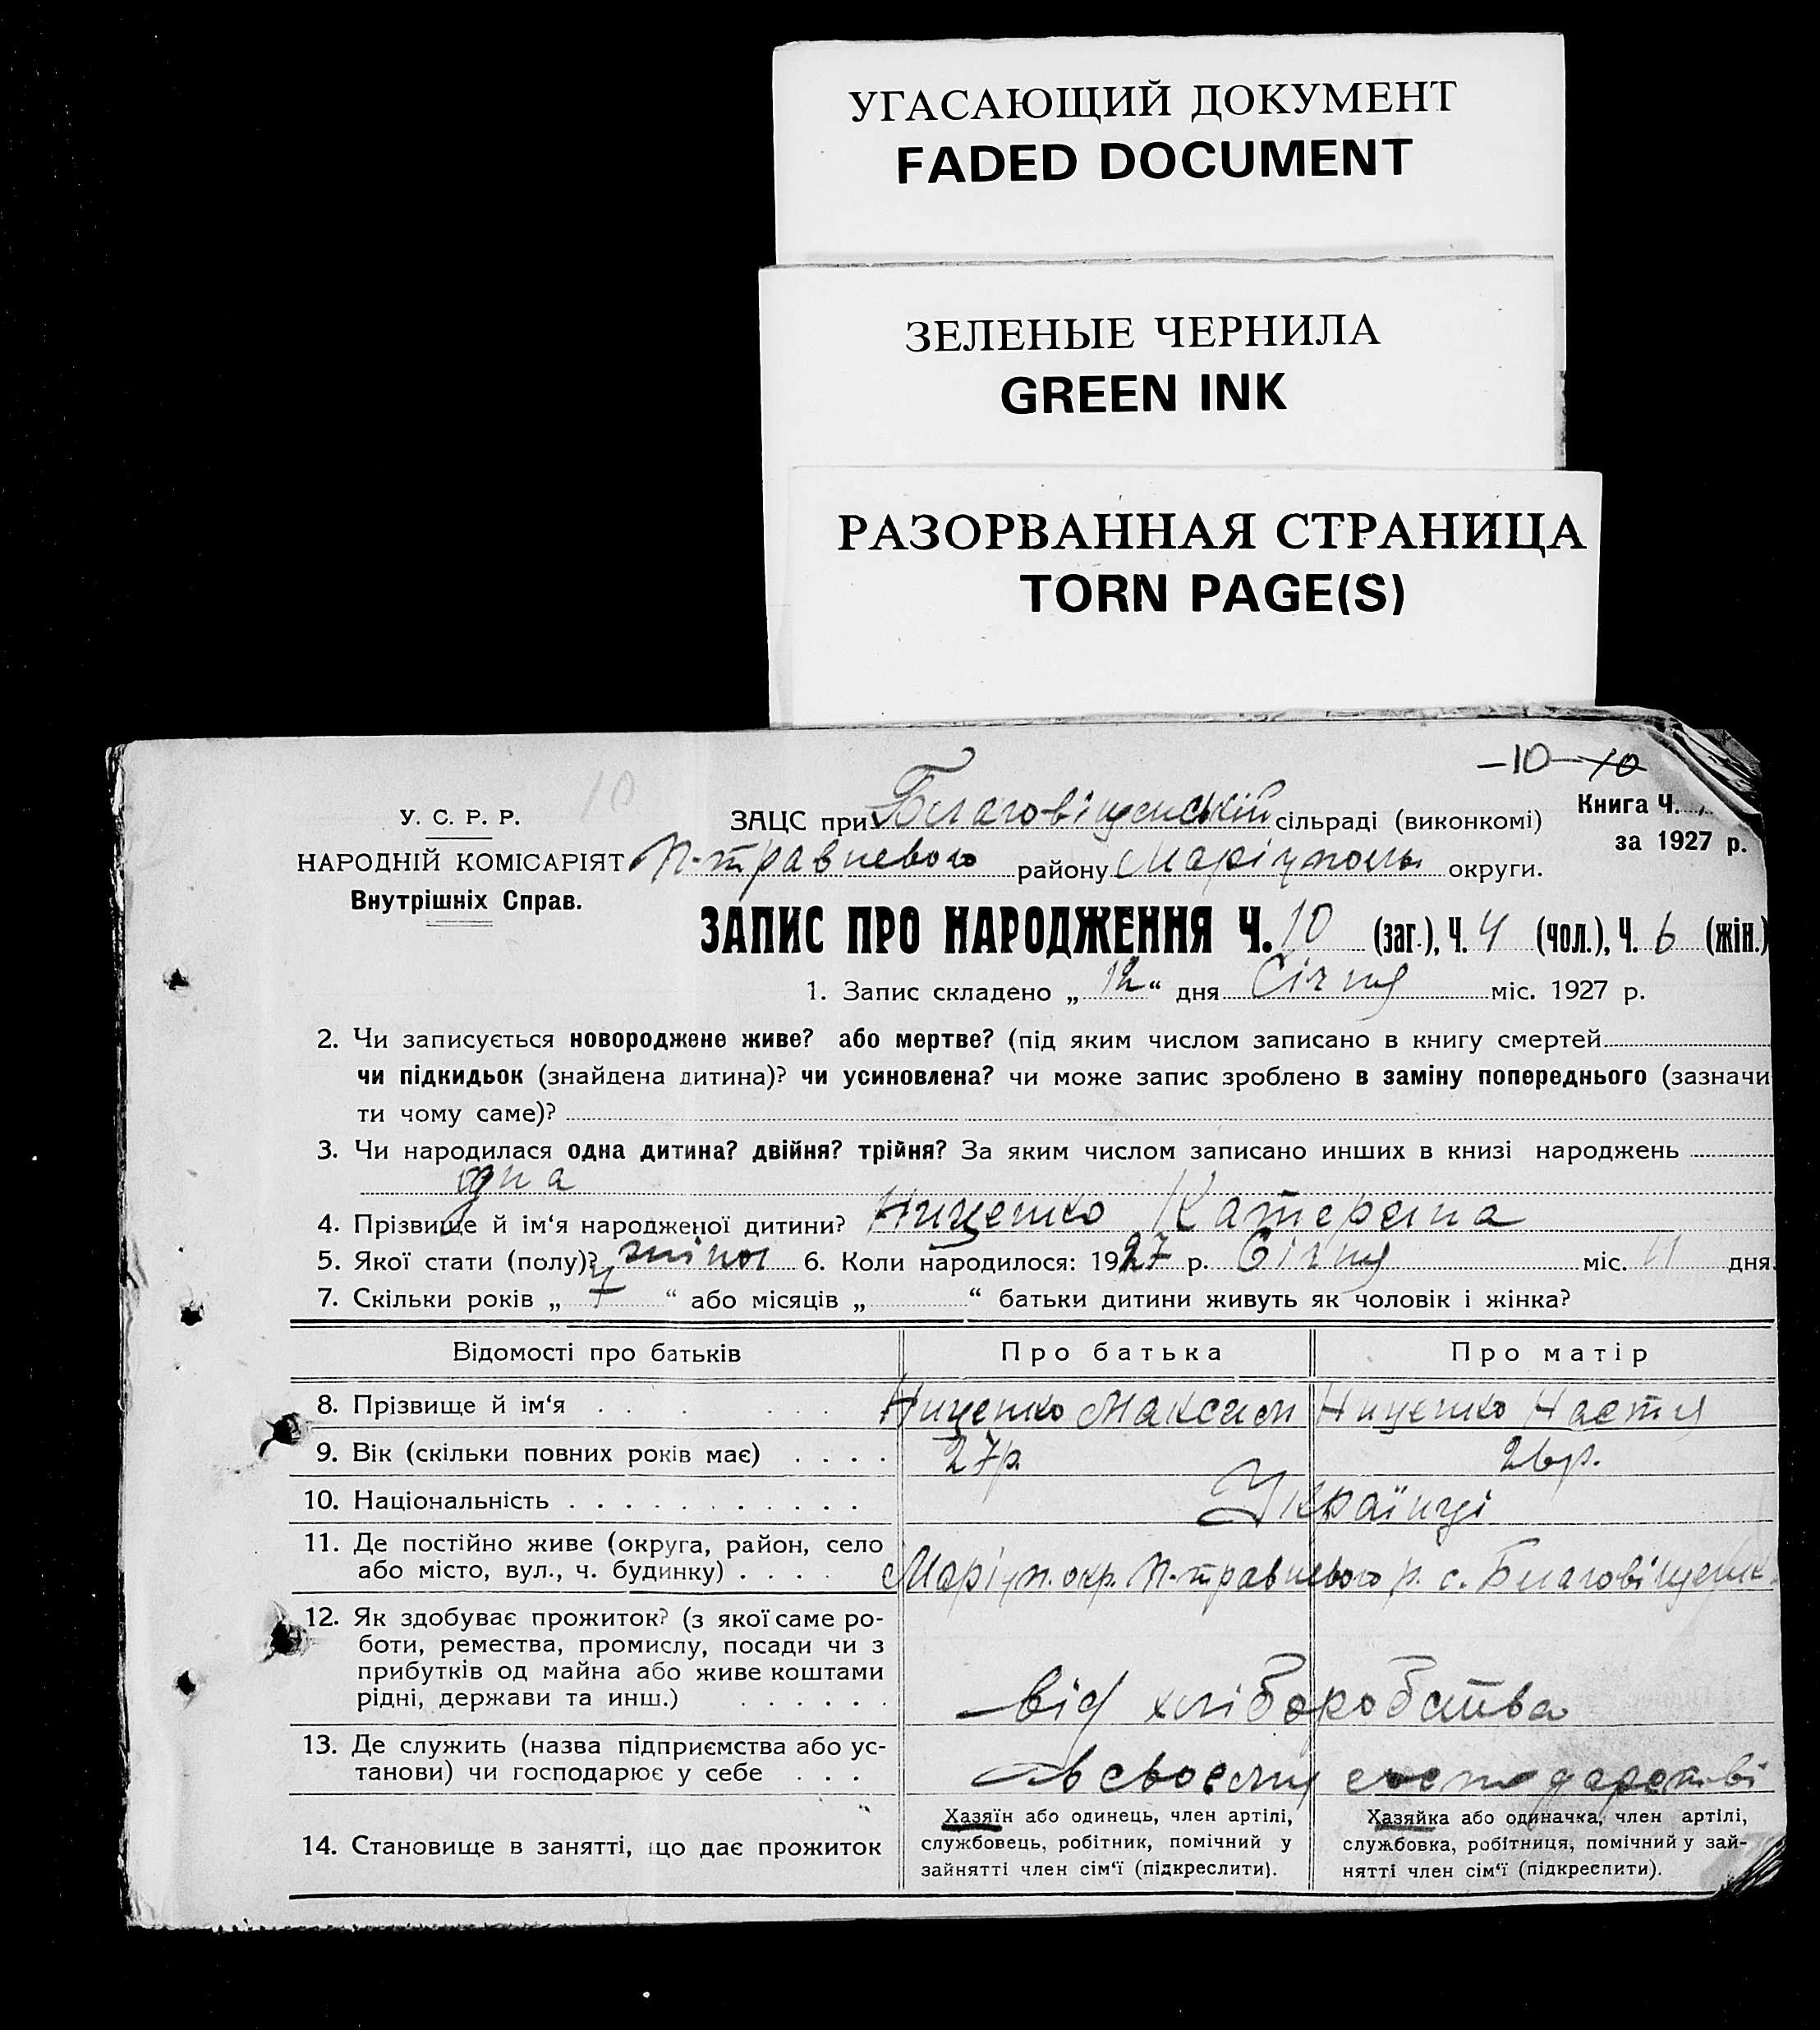 УГАСАЮЩИЙ ДОКУМЕНТ
FADED DOCUMENT
ЗЕЛЕНЫЕ ЧЕРНИЛА
GREEN INK
РАЗОРВАННАЯ СТРАНИЦА
TORN PAGE(S)
10
—10— 10
У. С. Р. Р.
НАРОДНІЙ КОМІСАРІЯТ
Внутрішніх Справ.
ЗАЦС при Благовіщенській сільраді (виконкомі)
П-травневого району Маріуполь округи.
Книга Ч.
за 1927 р.
ЗАПИС ПРО НАРОДЖЕННЯ Ч. 10 (заг.), Ч. 4 (чол.), Ч. 6 (жін.)
1. Запис складено „ 12 “ дня Січня міс. 1927 р.
2. Чи записується новороджене живе? або мертве? (під яким числом записано в книгу смертей
чи підкидьок (знайдена дитина)? чи усиновлена? чи може запис зроблено в заміну попереднього (зазначи
ти чому саме)?
3. Чи народилася одна дитина? двійня? трійня? За яким числом записано инших в книзі народжень
одна
4. Прізвище й ім‘я народженої дитини? Ниценко Катерина
5. Якої стати (полу)? жіноч 6. Коли народилося: 1927 р. Січня міс. 11 дня.
7. Скільки років „ “ або місяців „ “ батьки дитини живуть як чоловік і жінка?
Відомості про батьків Про батька Про матір
8. Прізвище й ім‘я Ниценко Максим Ниценко Настя
9. Вік (скільки повних років має) 27р. 26р.
10. Національність Українці
11. Де постійно живе (округа, район, село
або місто, вул., ч. будинку) Маріуп. окр. П-травневого р. с. Благовіщенк.
12. Як здобуває прожиток? (з якої саме ро-
боти, ремества, промислу, посади чи з
прибутків од майна або живе коштами
рідні, держави та инш.) від хліборобства
13. Де служить (назва підприємства або ус-
танови) чи господарює у себе в своему господарстві
14. Становище в занятті, що дає прожиток
Хазяїн або одинець, член артілі,
службовець, робітник, помічний у
зайнятті член сім‘ї (підкреслити).
Хазяйка або одиначка, член артілі,
службовка, робітниця, помічний у зай-
нятті член сім‘ї (підкреслити).